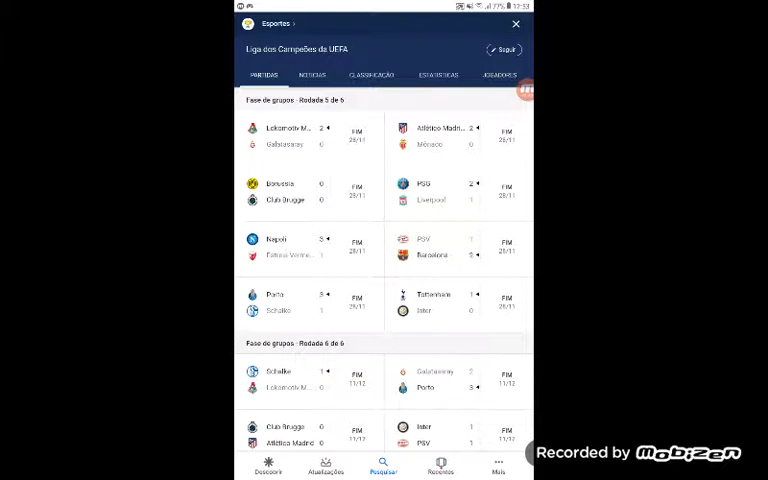 77% 12:33
Esportes ›
Liga dos Campeões da UEFA
Seguir
PARTIDAS NOTÍCIAS CLASSIFICAÇÃO ESTATÍSTICAS JOGADORES
Fase de grupos - Rodada 5 de 6
Lokomotiv M... 2 FIM Atlético Madri... 2 FIM
Galatasaray 0 28/11 Mônaco 0 28/11
Borussia 0 FIM PSG 2 FIM
Club Brugge 0 28/11 Liverpool 1 28/11
Napoli 3 FIM PSV 1 FIM
Estrela Verme... 1 28/11 Barcelona 2 28/11
Porto 3 FIM Tottenham 1 FIM
Schalke 1 28/11 Inter 0 28/11
Fase de grupos - Rodada 6 de 6
Schalke 1 FIM Galatasaray 2 FIM
Lokomotiv M... 0 11/12 Porto 3 11/12
Club Brugge 0 FIM Inter 1 FIM
Atlético Madrid 0 11/12 PSV 1 11/12
Descobrir Atualizações Pesquisar Recentes Mais
Recorded by mobizen